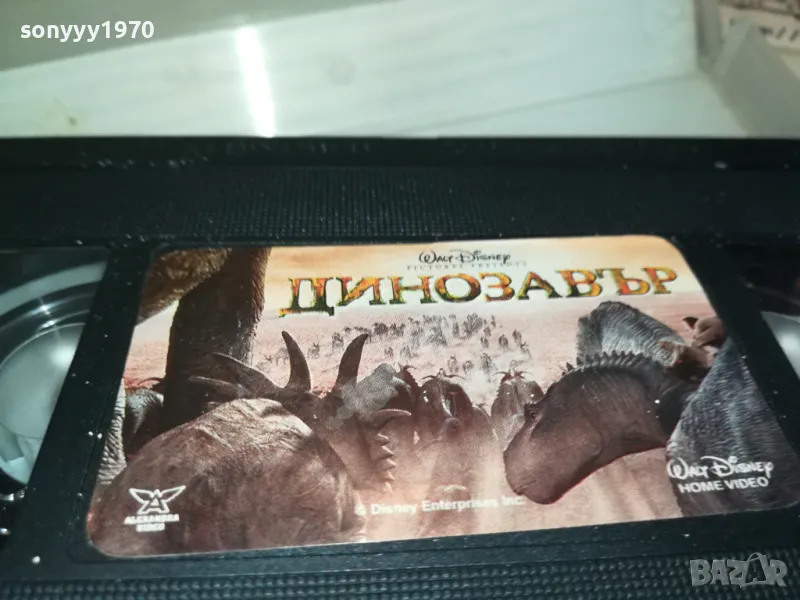 sonyyy1970
Walt Disney
PICTURES PRESENTS
ДИНОЗАВЪР
Walt Disney
HOME VIDEO
ALEXANDRA
VIDEO
© Disney Enterprises Inc.
BAZAR